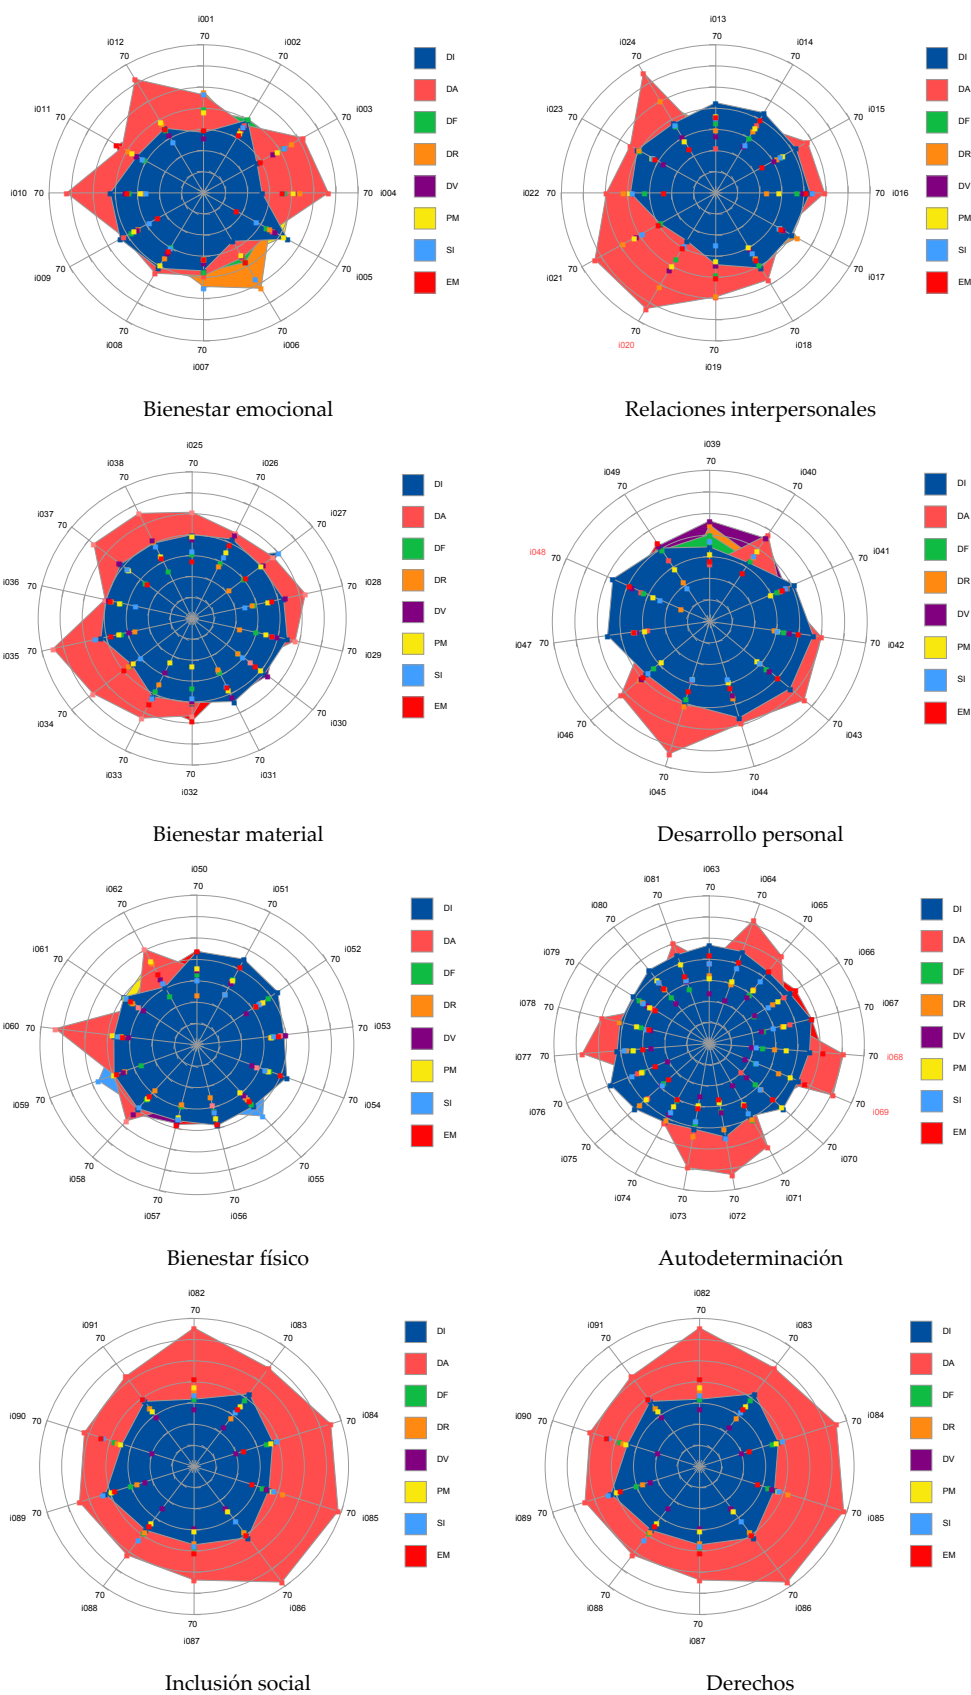 i001
70
i002
70
i003
70
i004
70
i005
70
i006
70
i007
70
i008
70
i009
70
i010
70
i011
70
i012
70
DI
DA
DF
DR
DV
PM
SI
EM
Bienestar emocional
i013
70
i014
70
i015
70
i016
70
i017
70
i018
70
i019
70
i020
70
i021
70
i022
70
i023
70
i024
70
DI
DA
DF
DR
DV
PM
SI
EM
Relaciones interpersonales
i025
70
i026
70
i027
70
i028
70
i029
70
i030
70
i031
70
i032
70
i033
70
i034
70
i035
70
i036
70
i037
70
i038
70
DI
DA
DF
DR
DV
PM
SI
EM
Bienestar material
i039
70
i040
70
i041
70
i042
70
i043
70
i044
70
i045
70
i046
70
i047
70
i048
70
i049
70
DI
DA
DF
DR
DV
PM
SI
EM
Desarrollo personal
i050
70
i051
70
i052
70
i053
70
i054
70
i055
70
i056
70
i057
70
i058
70
i059
70
i060
70
i061
70
i062
70
DI
DA
DF
DR
DV
PM
SI
EM
Bienestar físico
i063
70
i064
70
i065
70
i066
70
i067
70
i068
70
i069
70
i070
70
i071
70
i072
70
i073
70
i074
70
i075
70
i076
70
i077
70
i078
70
i079
70
i080
70
i081
70
DI
DA
DF
DR
DV
PM
SI
EM
Autodeterminación
i082
70
i083
70
i084
70
i085
70
i086
70
i087
70
i088
70
i089
70
i090
70
i091
70
DI
DA
DF
DR
DV
PM
SI
EM
Inclusión social
i082
70
i083
70
i084
70
i085
70
i086
70
i087
70
i088
70
i089
70
i090
70
i091
70
DI
DA
DF
DR
DV
PM
SI
EM
Derechos